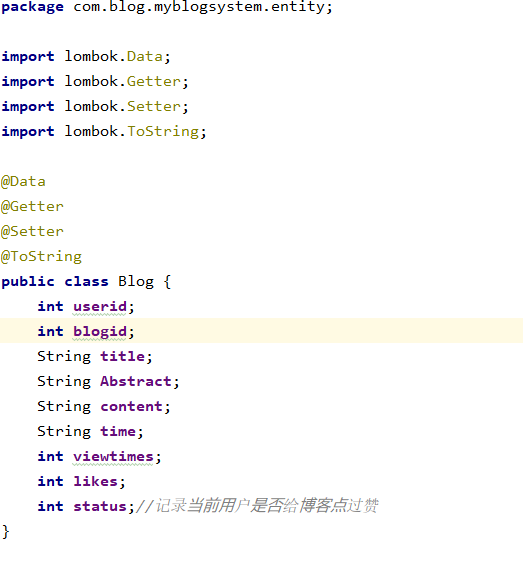 package com.blog.myblogsystem.entity;
import lombok.Data;
import lombok.Getter;
import lombok.Setter;
import lombok.ToString;
@Data
@Getter
@Setter
@ToString
public class Blog {
int userid;
int blogid;
String title;
String Abstract;
String content;
String time;
int viewtimes;
int likes;
int status;//记录当前用户是否给博客点过赞
}